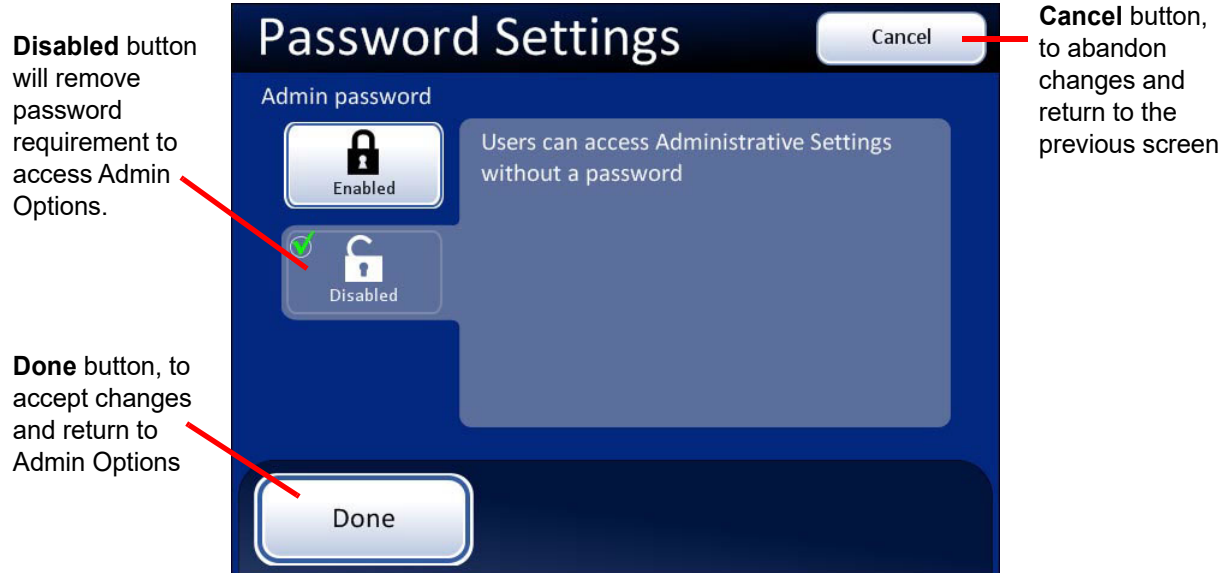 Disabled button
will remove
password
requirement to
access Admin
Options.
Done button, to
accept changes
and return to
Admin Options
Password Settings
Cancel
Admin password
Enabled
Users can access Administrative Settings
without a password
Disabled
Done
Cancel button,
to abandon
changes and
return to the
previous screen